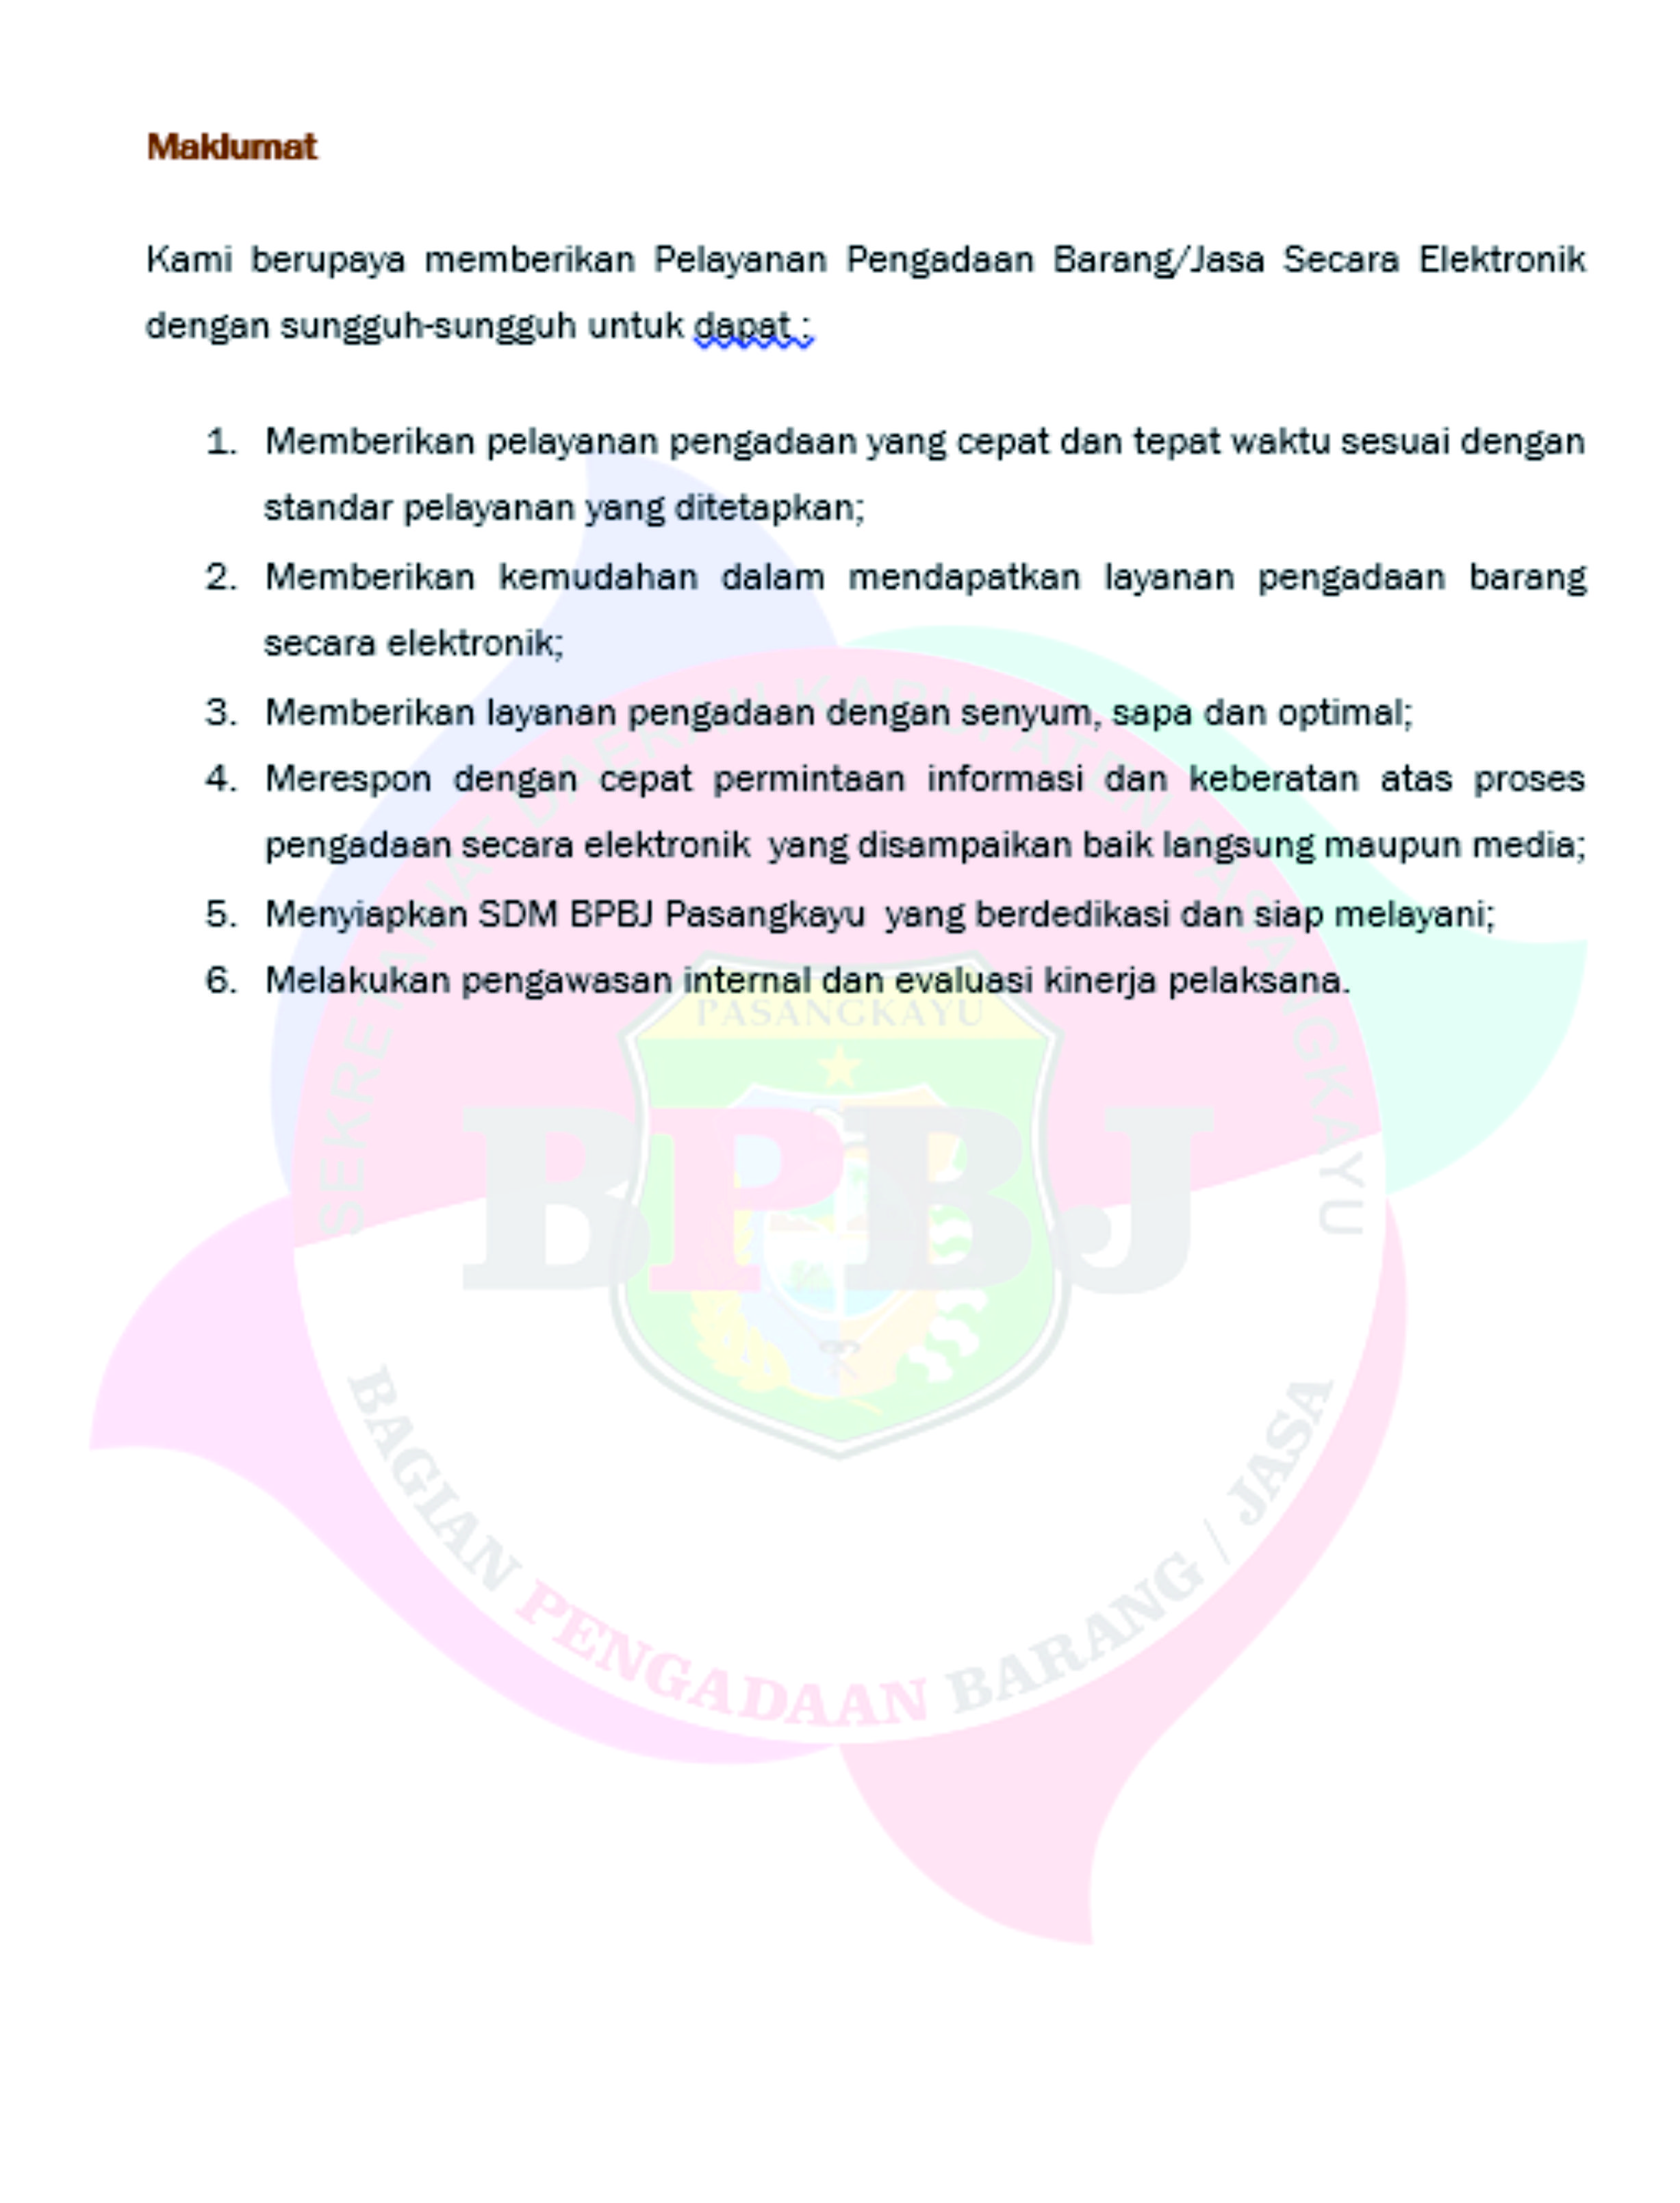 Maklumat
Kami berupaya memberikan Pelayanan Pengadaan Barang/Jasa Secara Elektronik
dengan sungguh-sungguh untuk dapat :
1. Memberikan pelayanan pengadaan yang cepat dan tepat waktu sesuai dengan
standar pelayanan yang ditetapkan;
2. Memberikan kemudahan dalam mendapatkan layanan pengadaan barang
secara elektronik;
3. Memberikan layanan pengadaan dengan senyum, sapa dan optimal;
4. Merespon dengan cepat permintaan informasi dan keberatan atas proses
pengadaan secara elektronik  yang disampaikan baik langsung maupun media;
5. Menyiapkan SDM BPBJ Pasangkayu  yang berdedikasi dan siap melayani;
6. Melakukan pengawasan internal dan evaluasi kinerja pelaksana.
SEKRETARIAT DAERAH KABUPATEN PASANGKAYU
PASANGKAYU
BPBJ
BAGIAN PENGADAAN BARANG / JASA